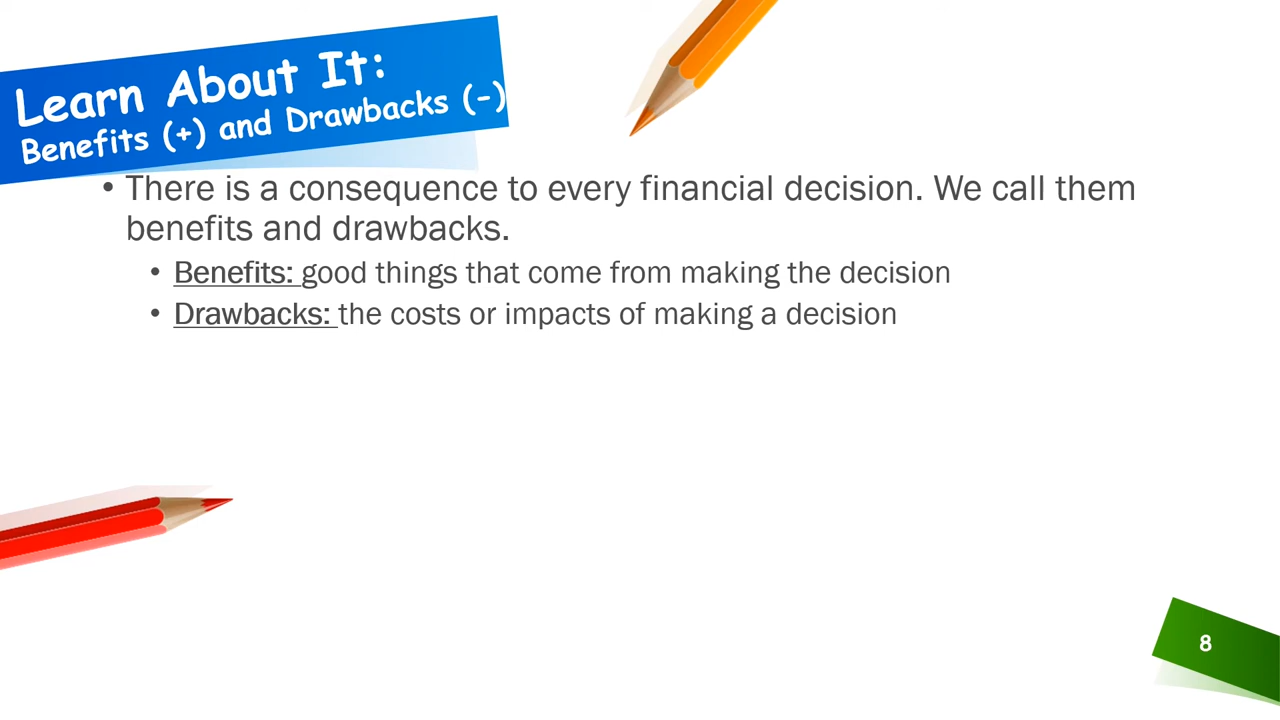 Learn About It:
Benefits (+) and Drawbacks (-)
• There is a consequence to every financial decision. We call them
benefits and drawbacks.
• Benefits: good things that come from making the decision
• Drawbacks: the costs or impacts of making a decision
8